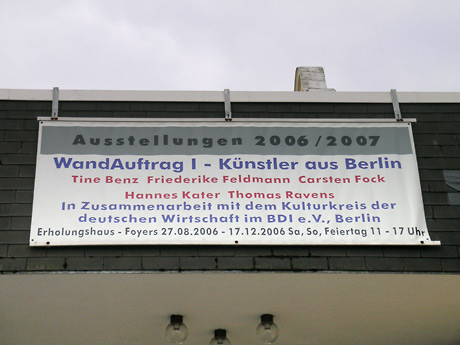 Ausstellungen 2006/2007
WandAuftrag I - Künstler aus Berlin
Tine Benz Friederike Feldmann Carsten Fock
Hannes Kater Thomas Ravens
In Zusammenarbeit mit dem Kulturkreis der
deutschen Wirtschaft im BDI e.V., Berlin
Erholungshaus - Foyers 27.08.2006 - 17.12.2006 Sa, So, Feiertag 11 - 17 Uhr